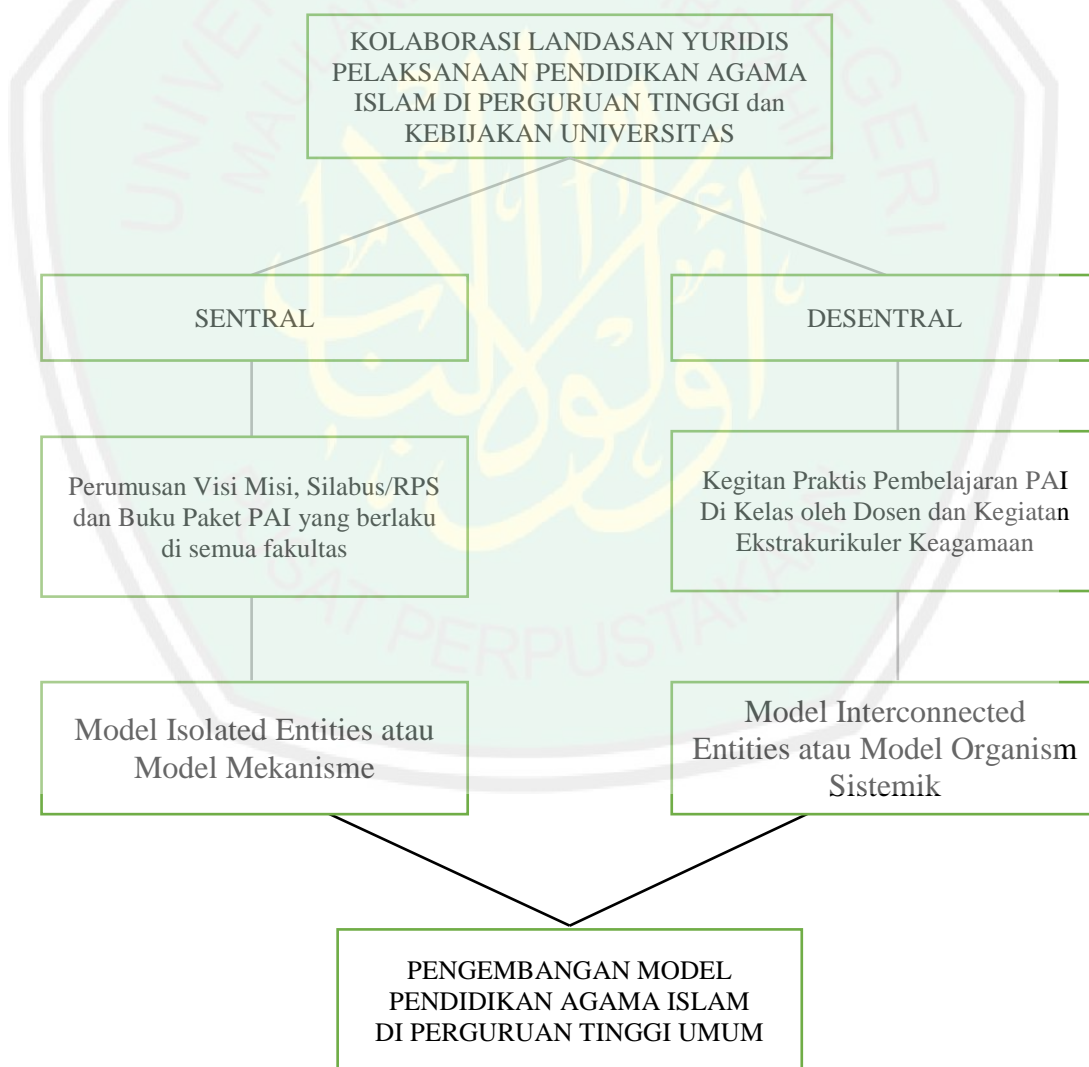 KOLABORASI LANDASAN YURIDIS
PELAKSANAAN PENDIDIKAN AGAMA
ISLAM DI PERGURUAN TINGGI dan
KEBIJAKAN UNIVERSITAS
SENTRAL
DESENTRAL
Perumusan Visi Misi, Silabus/RPS
dan Buku Paket PAI yang berlaku
di semua fakultas
Kegitan Praktis Pembelajaran PAI
Di Kelas oleh Dosen dan Kegiatan
Ekstrakurikuler Keagamaan
Model Isolated Entities atau
Model Mekanisme
Model Interconnected
Entities atau Model Organism
Sistemik
PENGEMBANGAN MODEL
PENDIDIKAN AGAMA ISLAM
DI PERGURUAN TINGGI UMUM
PUSAT PERPUSTAKAAN